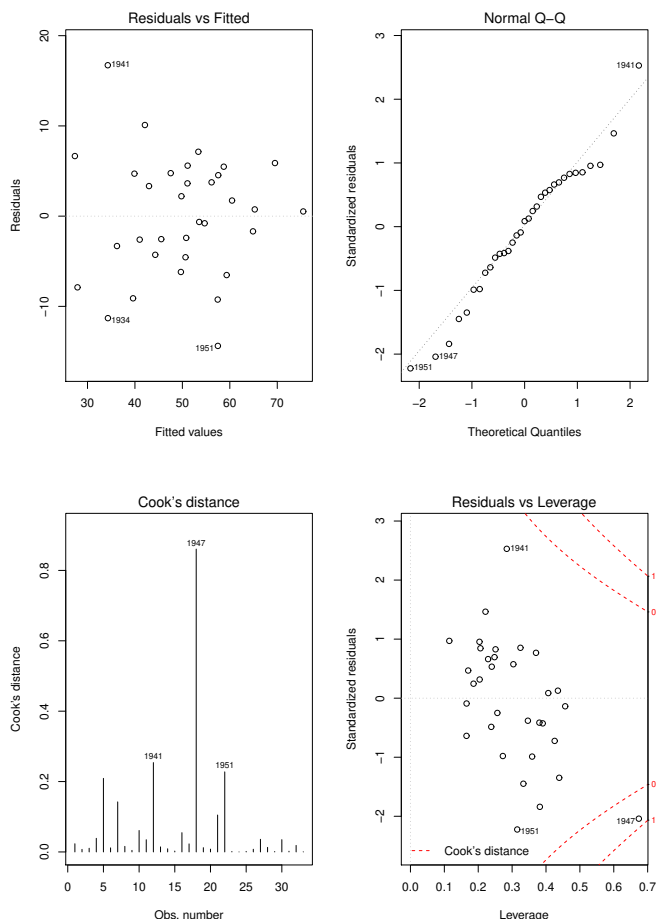 Residuals vs Fitted
20
10
0
−10
Residuals
1941
1934
1951
30 40 50 60 70
Fitted values
Normal Q−Q
3
2
1
0
−1
−2
Standardized residuals
1941
1947
1951
−2 −1 0 1 2
Theoretical Quantiles
Cook's distance
0.8
0.6
0.4
0.2
0.0
Cook's distance
1947
1941
1951
0 5 10 15 20 25 30
Obs. number
Residuals vs Leverage
3
2
1
0
−1
−2
Standardized residuals
1941
1947
1951
1
0
0
1
Cook's distance
0.0 0.1 0.2 0.3 0.4 0.5 0.6 0.7
Leverage